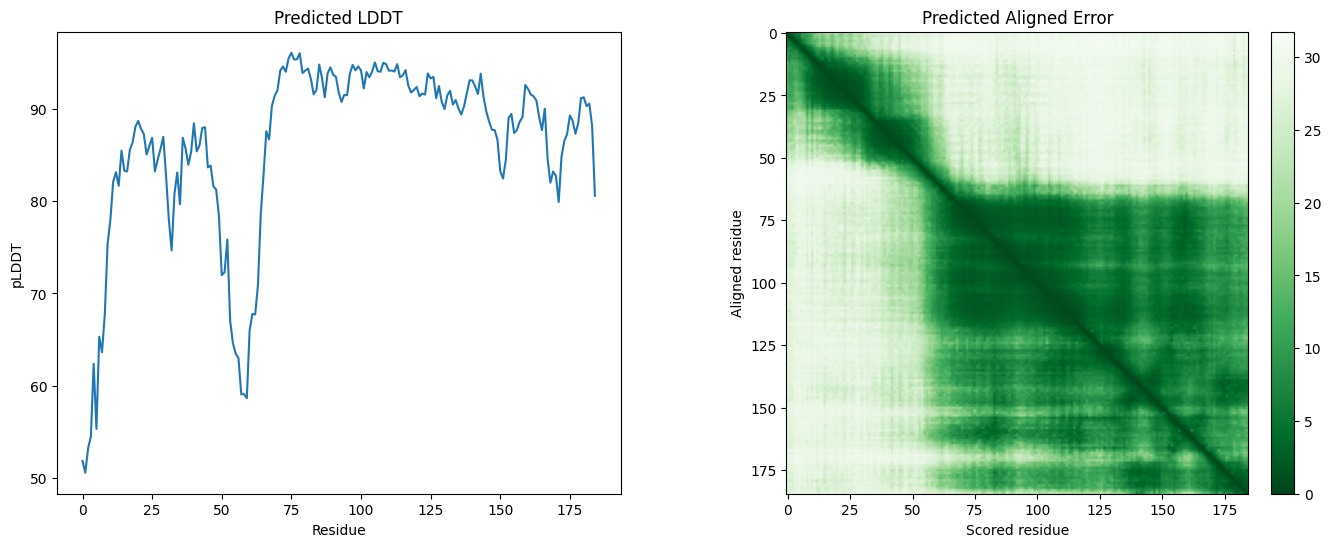 Predicted LDDT
pLDDT
90
80
70
60
50
0 25 50 75 100 125 150 175
Residue
Predicted Aligned Error
Aligned residue
0
25
50
75
100
125
150
175
0 25 50 75 100 125 150 175
Scored residue
30
25
20
15
10
5
0